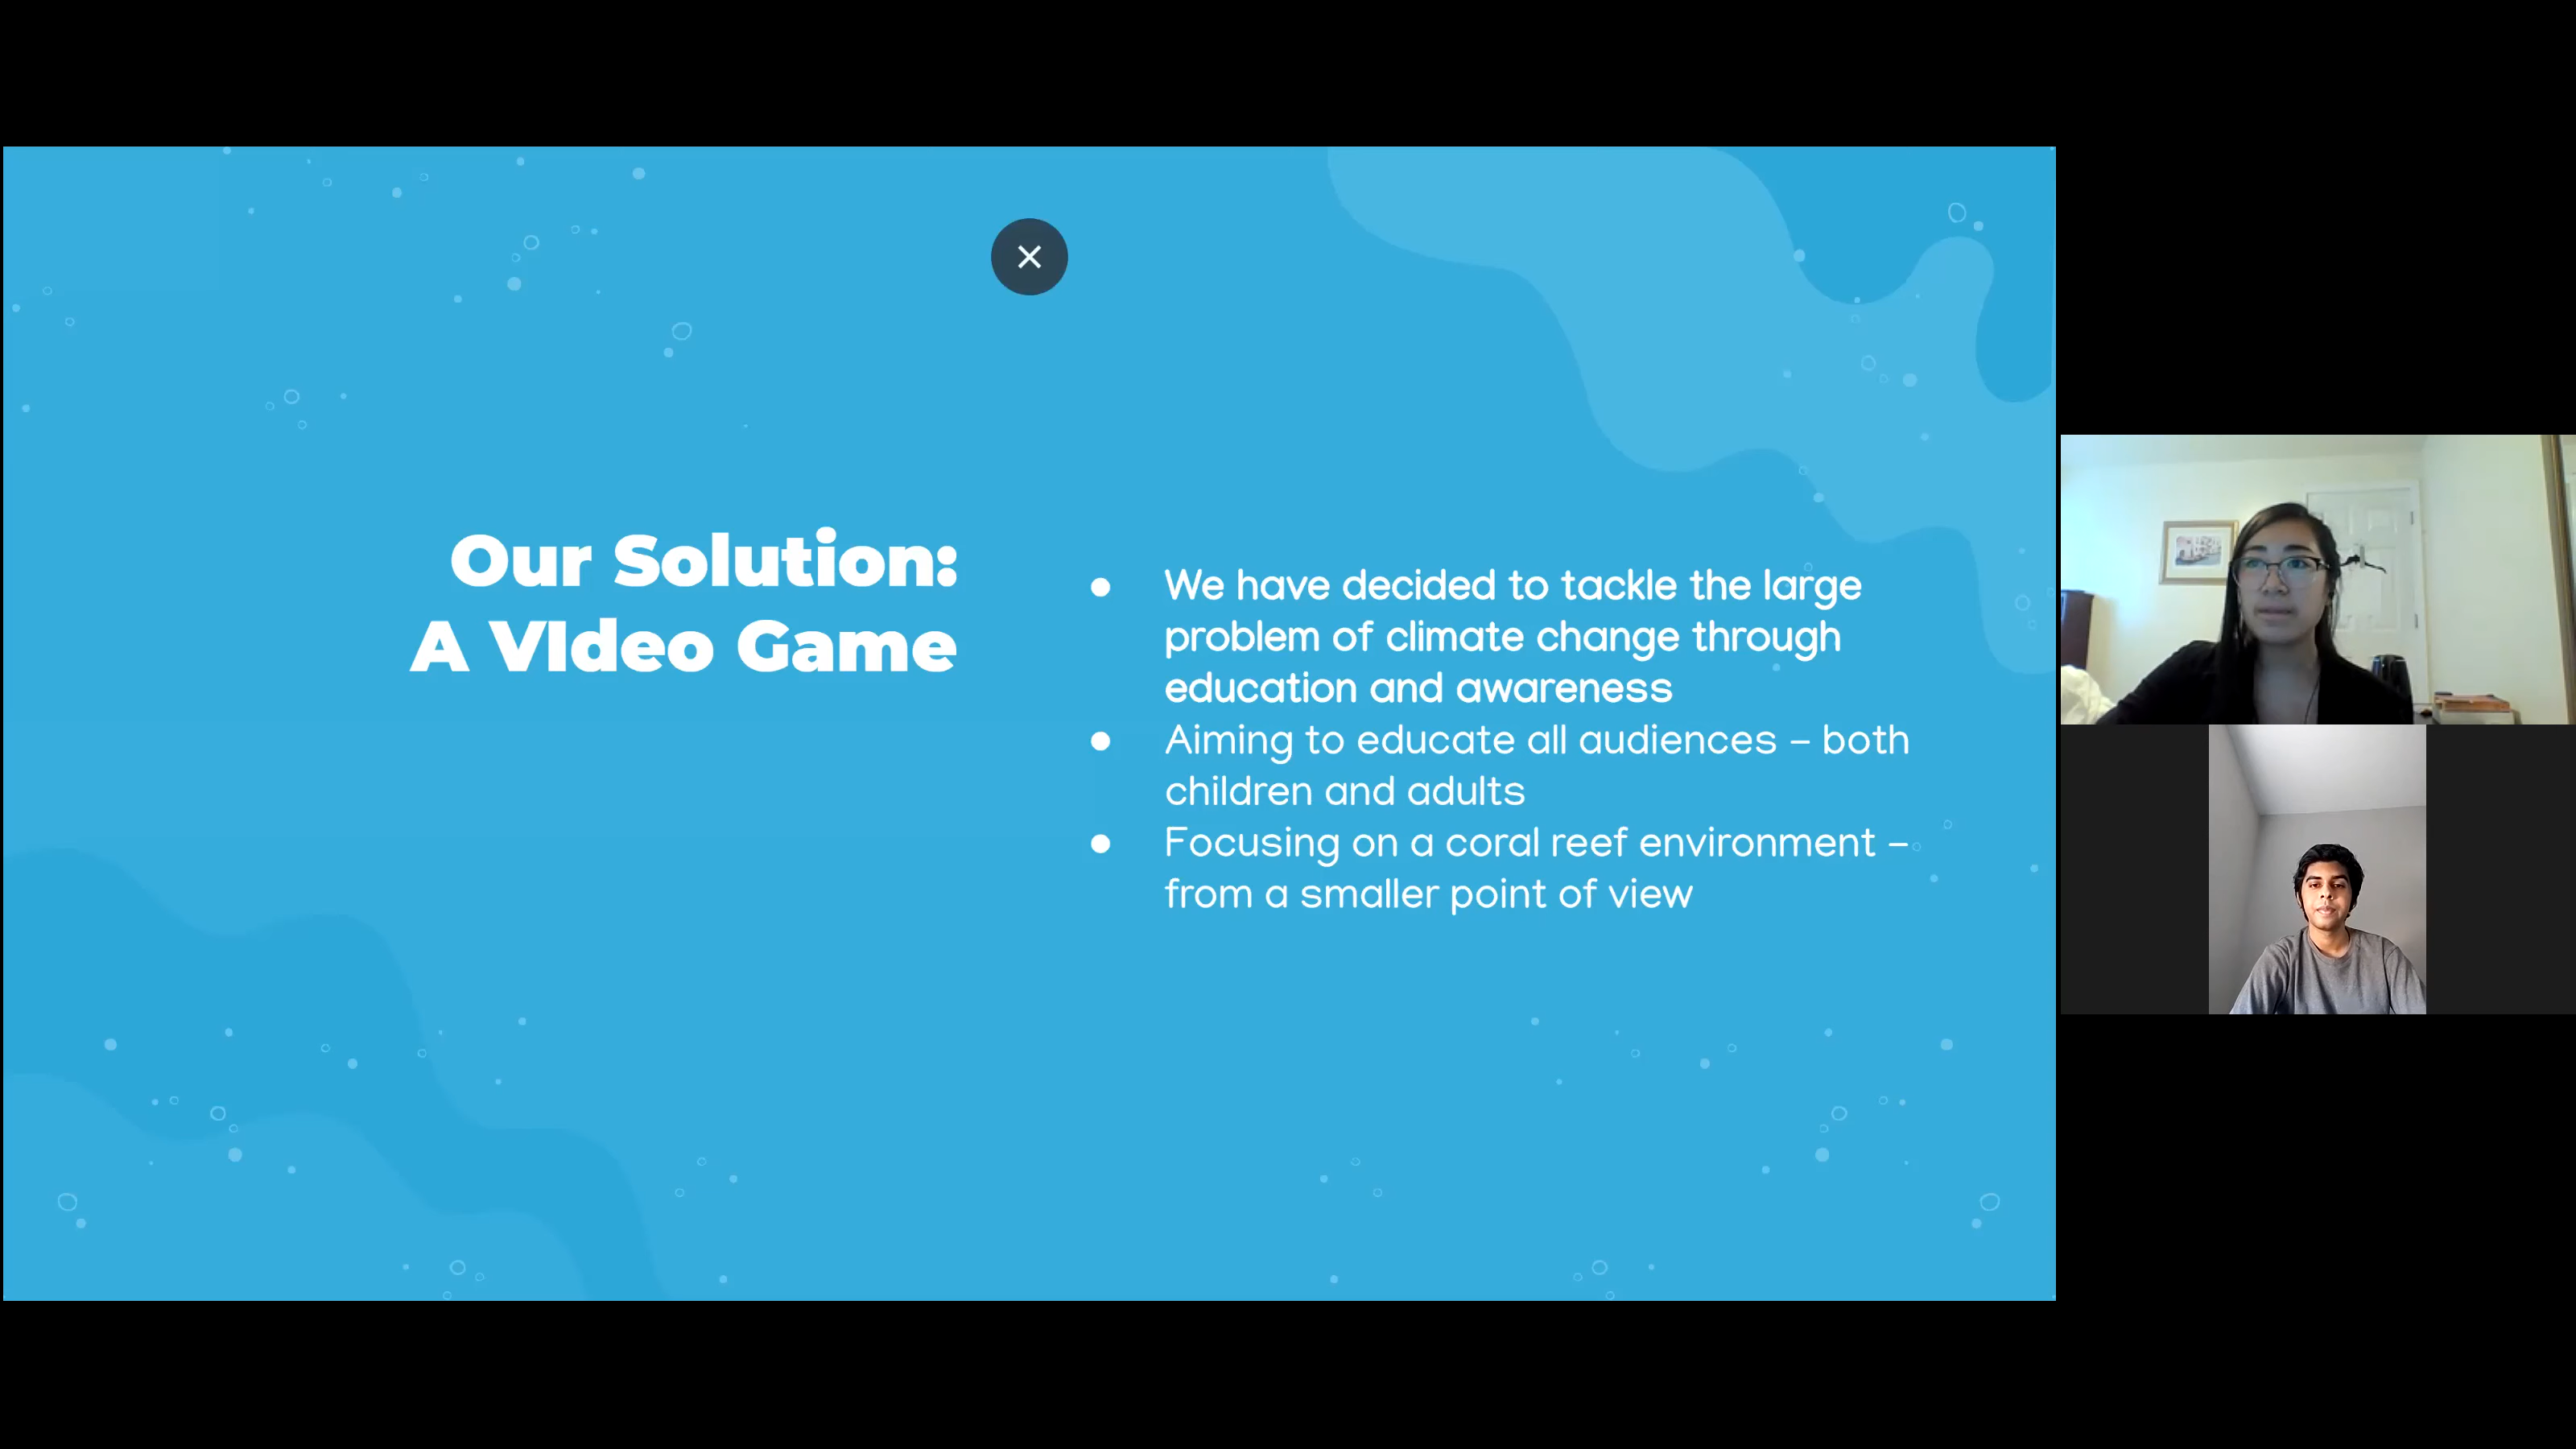 Our Solution:
A VIdeo Game
● We have decided to tackle the large
problem of climate change through
education and awareness
● Aiming to educate all audiences – both
children and adults
● Focusing on a coral reef environment –
from a smaller point of view